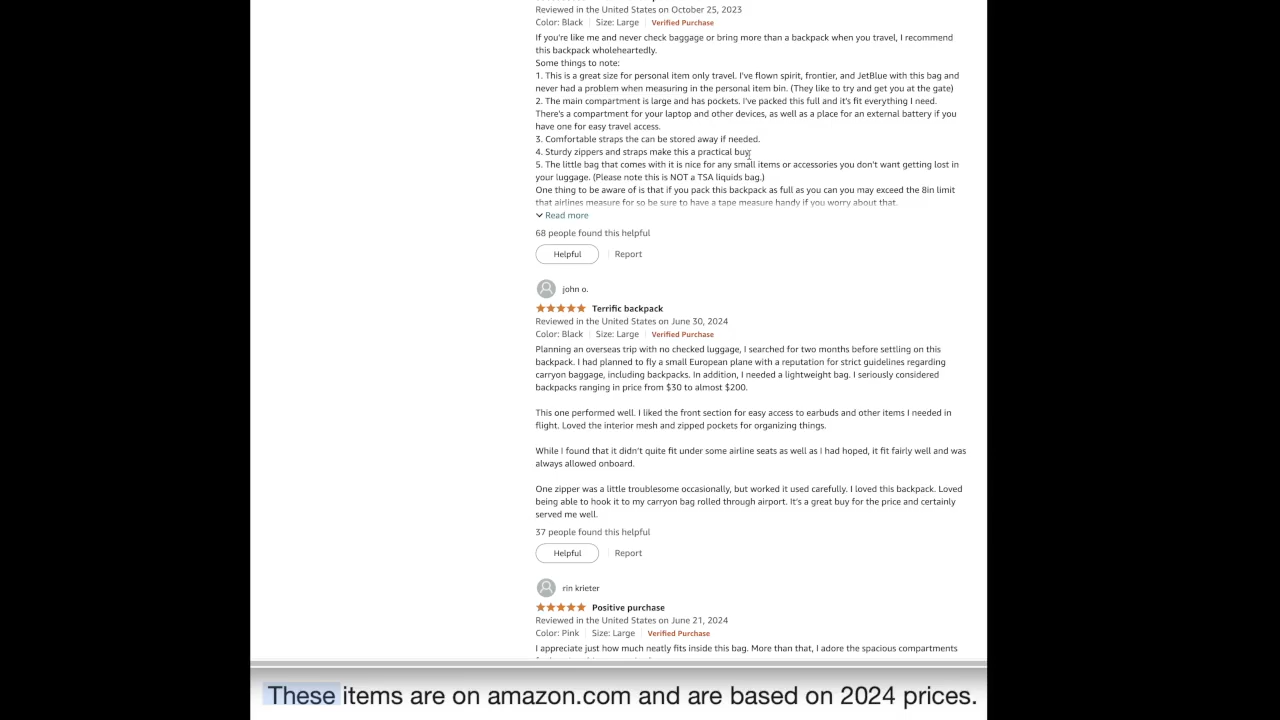 Reviewed in the United States on October 25, 2023
Color: Black | Size: Large | Verified Purchase
If you're like me and never check baggage or bring more than a backpack when you travel, I recommend
this backpack wholeheartedly.
Some things to note:
1. This is a great size for personal item only travel. I've flown spirit, frontier, and JetBlue with this bag and
never had a problem when measuring in the personal item bin. (They like to try and get you at the gate)
2. The main compartment is large and has pockets. I've packed this full and it's fit everything I need.
There's a compartment for your laptop and other devices, as well as a place for an external battery if you
have one for easy travel access.
3. Comfortable straps the can be stored away if needed.
4. Sturdy zippers and straps make this a practical buy.
5. The little bag that comes with it is nice for any small items or accessories you don't want getting lost in
your luggage. (Please note this is NOT a TSA liquids bag.)
One thing to be aware of is that if you pack this backpack as full as you can you may exceed the 8in limit
that airlines measure for so be sure to have a tape measure handy if you worry about that.
Read more
68 people found this helpful
Helpful | Report
john o.
Terrific backpack
Reviewed in the United States on June 30, 2024
Color: Black | Size: Large | Verified Purchase
Planning an overseas trip with no checked luggage, I searched for two months before settling on this
backpack. I had planned to fly a small European plane with a reputation for strict guidelines regarding
carryon baggage, including backpacks. In addition, I needed a lightweight bag. I seriously considered
backpacks ranging in price from $30 to almost $200.
This one performed well. I liked the front section for easy access to earbuds and other items I needed in
flight. Loved the interior mesh and zipped pockets for organizing things.
While I found that it didn't quite fit under some airline seats as well as I had hoped, it fit fairly well and was
always allowed onboard.
One zipper was a little troublesome occasionally, but worked it used carefully. I loved this backpack. Loved
being able to hook it to my carryon bag rolled through airport. It's a great buy for the price and certainly
served me well.
37 people found this helpful
Helpful | Report
rin krieter
Positive purchase
Reviewed in the United States on June 21, 2024
Color: Pink | Size: Large | Verified Purchase
I appreciate just how much neatly fits inside this bag. More than that, I adore the spacious compartments
These items are on amazon.com and are based on 2024 prices.